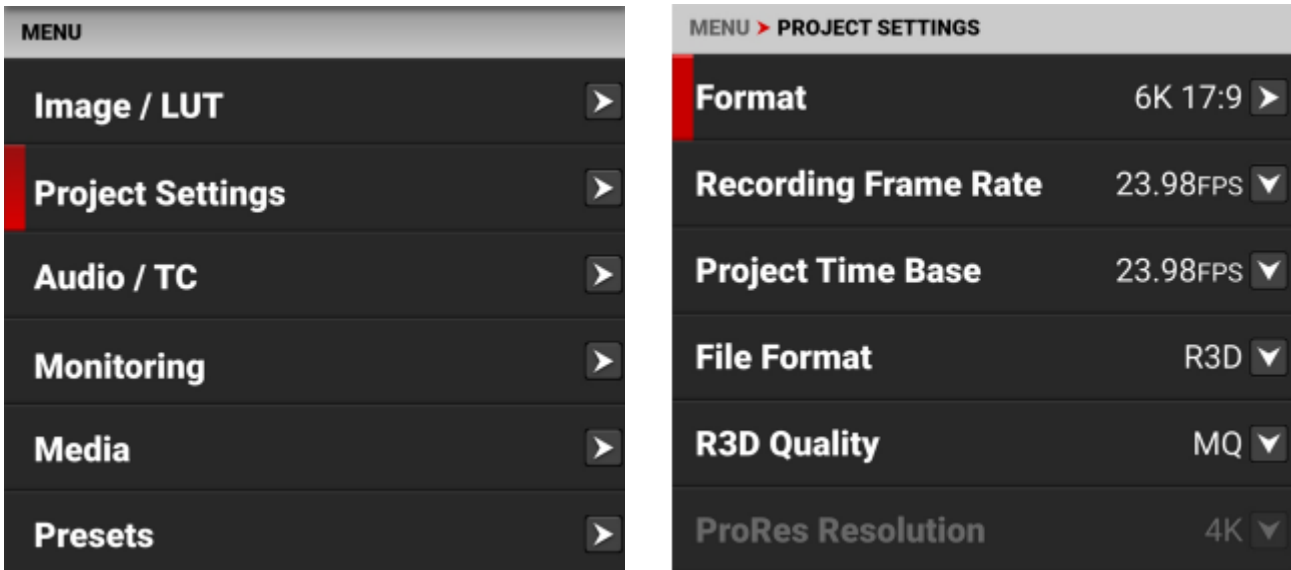 MENU
Image / LUT
Project Settings
Audio / TC
Monitoring
Media
Presets
MENU ➤ PROJECT SETTINGS
Format 6K 17:9
Recording Frame Rate 23.98FPS
Project Time Base 23.98FPS
File Format R3D
R3D Quality MQ
ProRes Resolution 4K